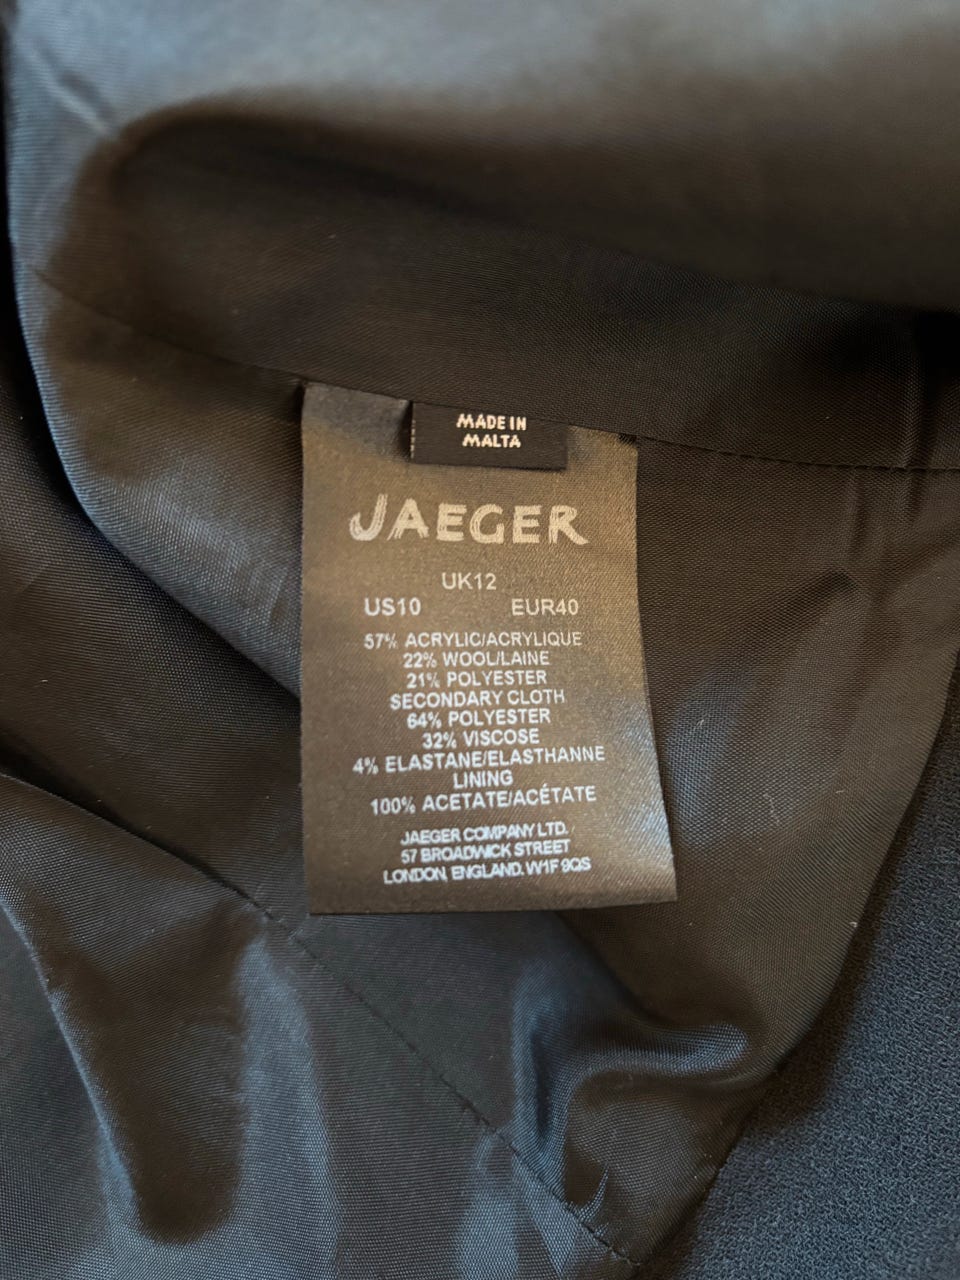 MADE IN
MALTA
JAEGER
UK12
US10 EUR40
57% ACRYLIC/ACRYLIQUE
22% WOOL/LAINE
21% POLYESTER
SECONDARY CLOTH
64% POLYESTER
32% VISCOSE
4% ELASTANE/ELASTHANNE
LINING
100% ACETATE/ACÉTATE
JAEGER COMPANY LTD.
57 BROADWICK STREET
LONDON, ENGLAND. W1F 9QS